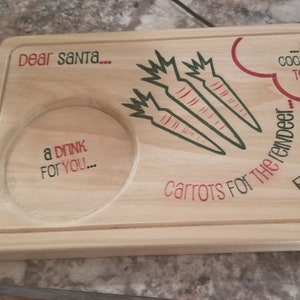 Dear Santa...
a Drink
for you...
Carrots for the reindeer...